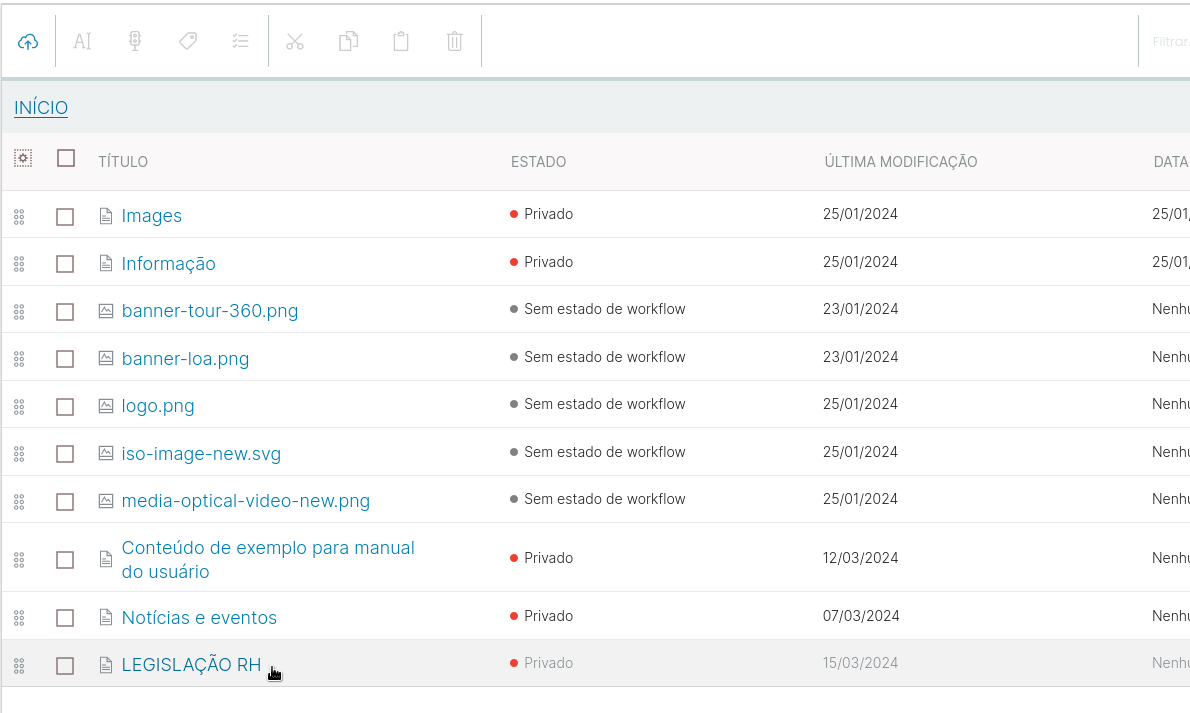 AI
Filtrar.
INÍCIO
TÍTULO ESTADO ÚLTIMA MODIFICAÇÃO DATA
Images Privado 25/01/2024 25/01/
Informação Privado 25/01/2024 25/01/
banner-tour-360.png Sem estado de workflow 23/01/2024 Nenhu
banner-loa.png Sem estado de workflow 23/01/2024 Nenhu
logo.png Sem estado de workflow 25/01/2024 Nenhu
iso-image-new.svg Sem estado de workflow 25/01/2024 Nenhu
media-optical-video-new.png Sem estado de workflow 25/01/2024 Nenhu
Conteúdo de exemplo para manual
do usuário Privado 12/03/2024 Nenhu
Notícias e eventos Privado 07/03/2024 Nenhu
LEGISLAÇÃO RH Privado 15/03/2024 Nenhu